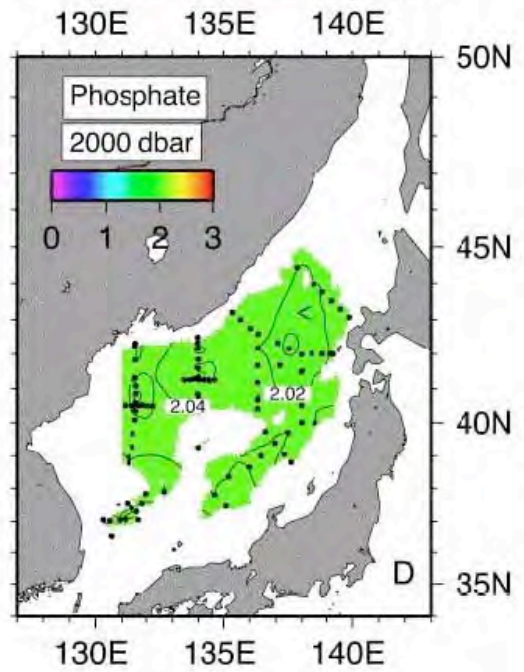 130E 135E 140E
50N
Phosphate
2000 dbar
0 1 2 3
45N
<
2.02
2.04
40N
D
35N
130E 135E 140E